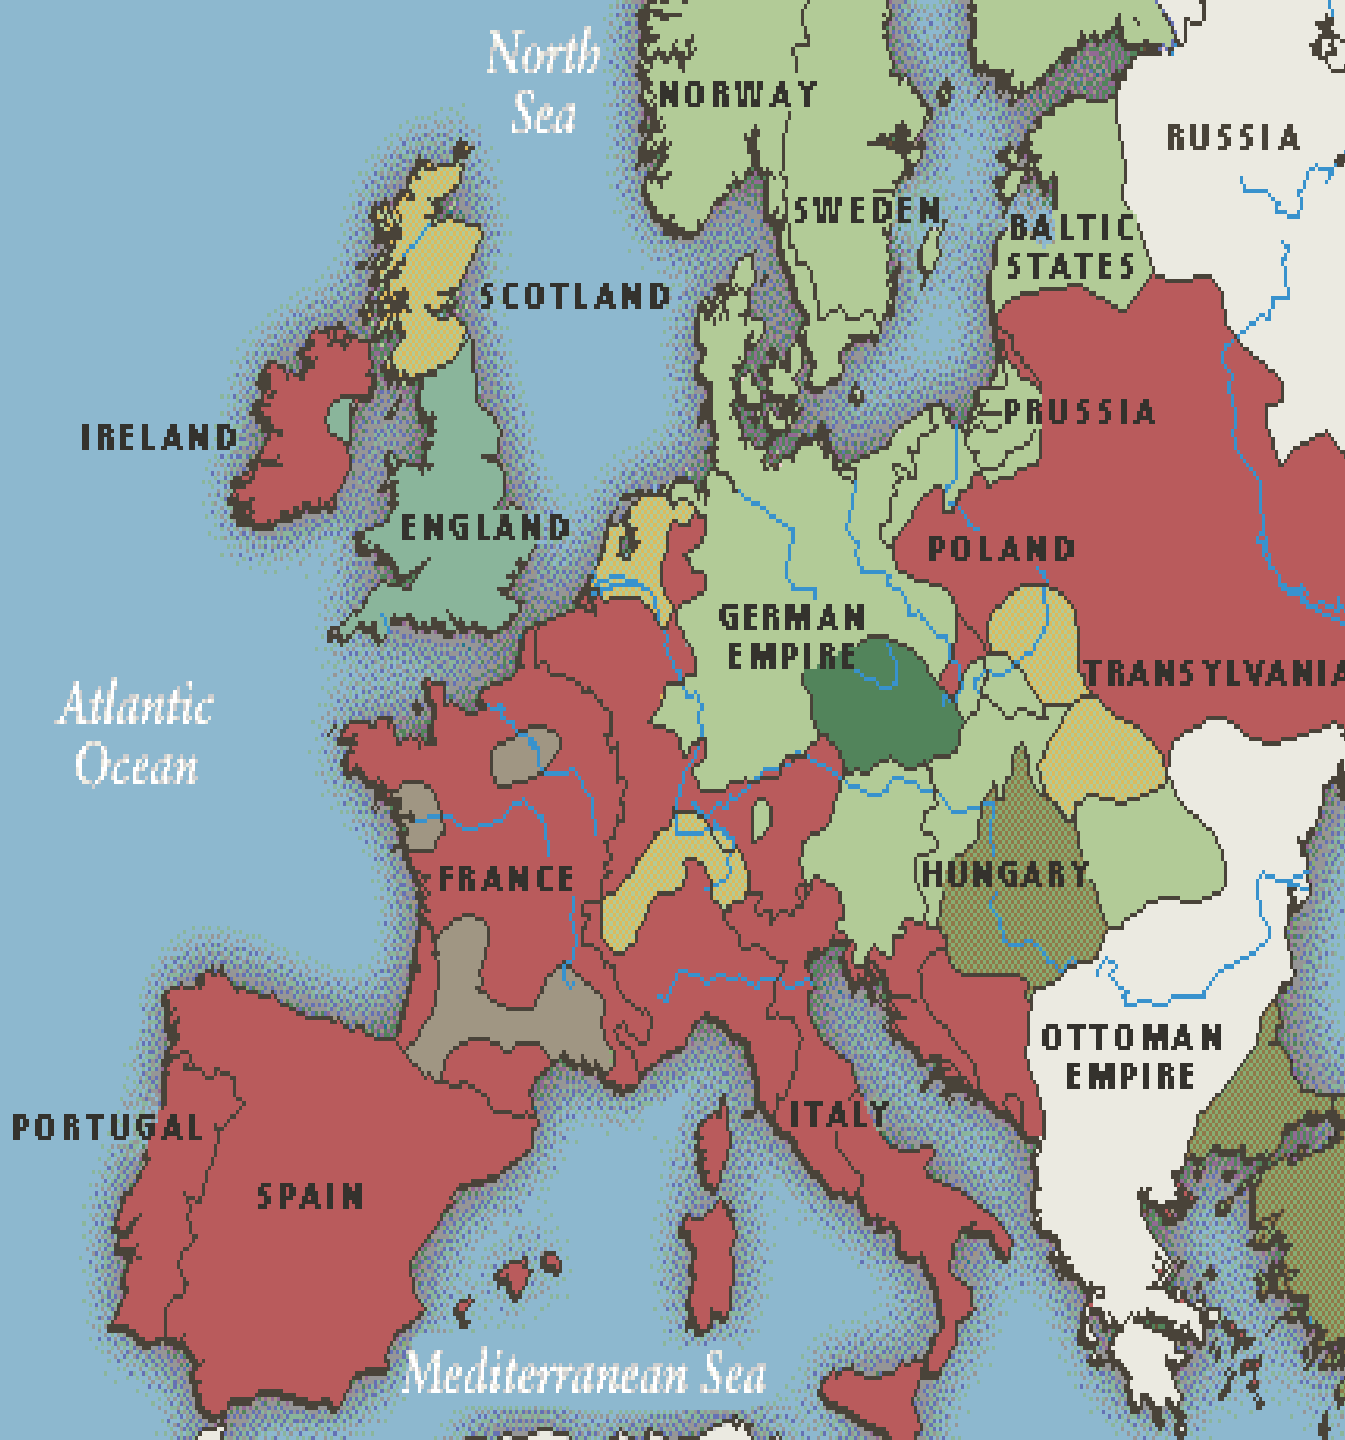 North
Sea
NORWAY
RUSSIA
SWEDEN
BALTIC
STATES
SCOTLAND
PRUSSIA
IRELAND
ENGLAND
POLAND
GERMAN
EMPIRE
TRANSYLVANIA
Atlantic
Ocean
FRANCE
HUNGARY
OTTOMAN
EMPIRE
PORTUGAL
ITALY
SPAIN
Mediterranean Sea